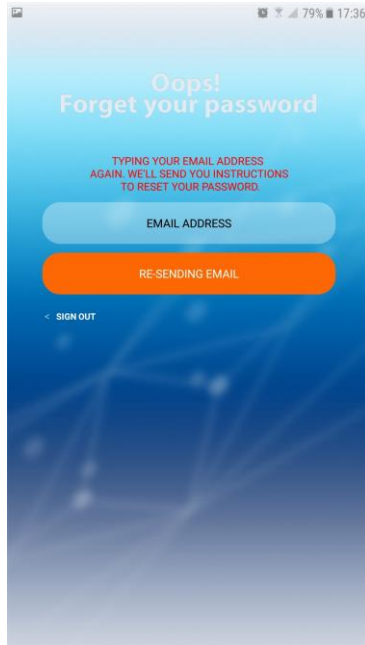 79% 17:36
Oops!
Forget your password
TYPING YOUR EMAIL ADDRESS
AGAIN. WE'LL SEND YOU INSTRUCTIONS
TO RESET YOUR PASSWORD.
EMAIL ADDRESS
RE-SENDING EMAIL
< SIGN OUT